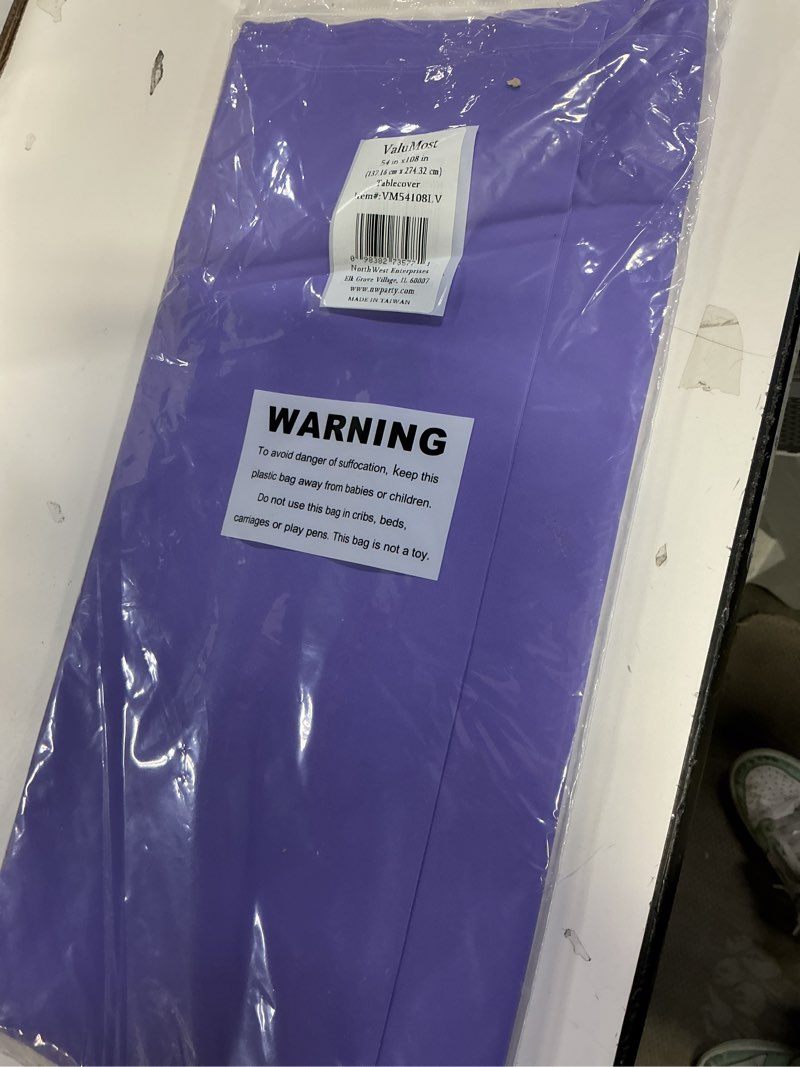 ValuMost
54 in x 108 in
(137.16 cm x 274.32 cm)
Tablecover
Item#:VM54108LV
NorthWest Enterprises
Elk Grove Village, IL 60007
www.nwparty.com
MADE IN TAIWAN
WARNING
To avoid danger of suffocation, keep this
plastic bag away from babies or children.
Do not use this bag in cribs, beds,
carriages or play pens. This bag is not a toy.